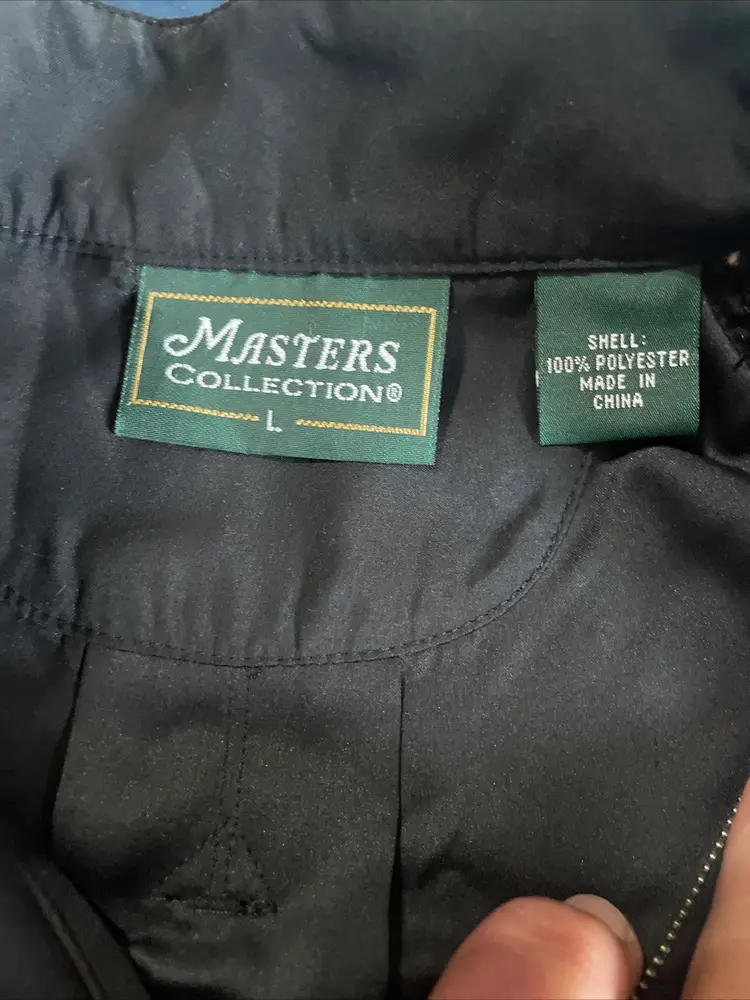 MASTERS
COLLECTION®
L
SHELL:
100% POLYESTER
MADE IN
CHINA